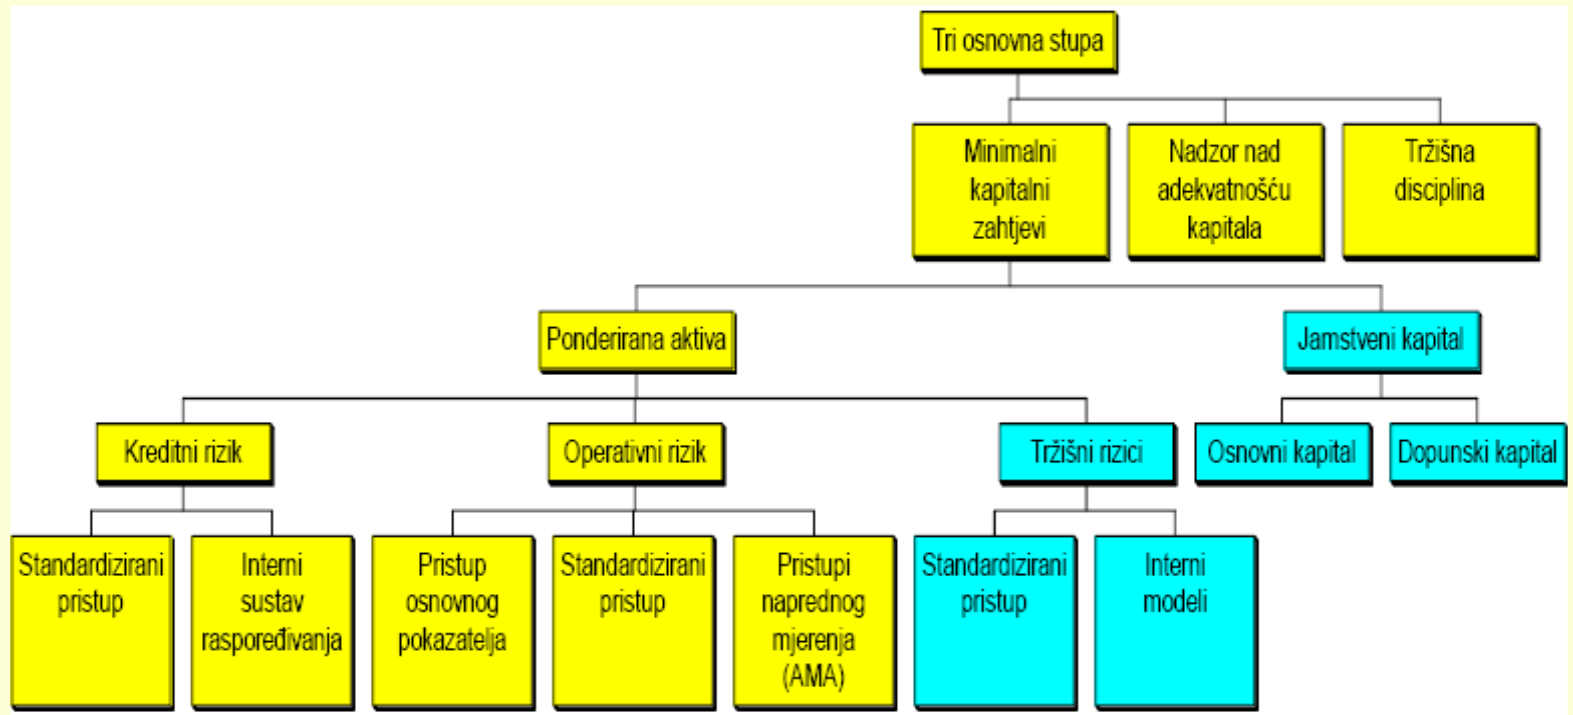 Tri osnovna stupa
Minimalni
kapitalni
zahtjevi
Nadzor nad
adekvatnošću
kapitala
Tržišna
disciplina
Ponderirana aktiva
Jamstveni kapital
Kreditni rizik
Operativni rizik
Tržišni rizici
Osnovni kapital
Dopunski kapital
Standardizirani
pristup
Interni
sustav
raspoređivanja
Pristup
osnovnog
pokazatelja
Standardizirani
pristup
Pristupi
naprednog
mjerenja
(AMA)
Standardizirani
pristup
Interni
modeli